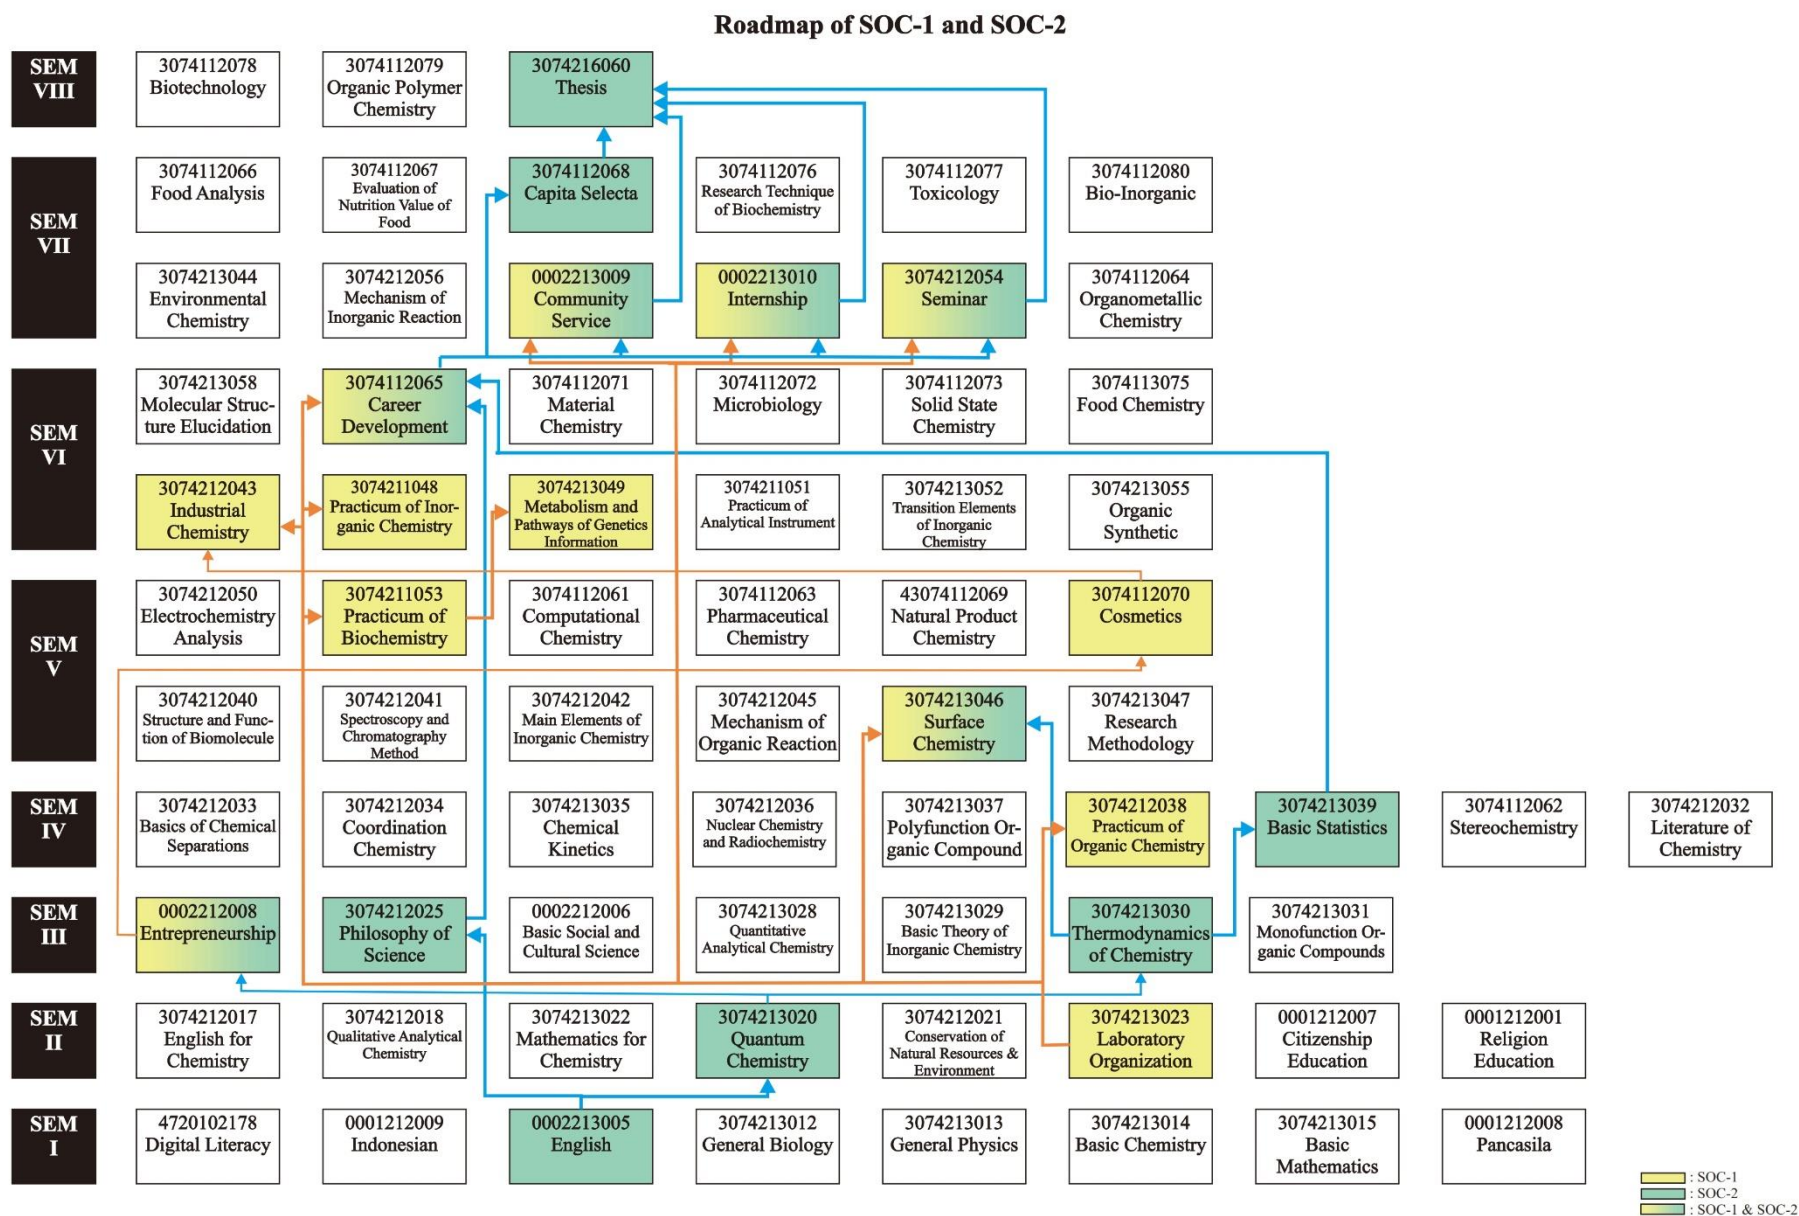 Roadmap of SOC-1 and SOC-2
SEM
VIII
3074112078
Biotechnology
3074112079
Organic Polymer
Chemistry
3074216060
Thesis
SEM
VII
3074112066
Food Analysis
3074112067
Evaluation of
Nutrition Value of
Food
3074112068
Capita Selecta
3074112076
Research Technique
of Biochemistry
3074112077
Toxicology
3074112080
Bio-Inorganic
3074213044
Environmental
Chemistry
3074212056
Mechanism of
Inorganic Reaction
0002213009
Community
Service
0002213010
Internship
3074212054
Seminar
3074112064
Organometallic
Chemistry
SEM
VI
3074213058
Molecular Struc-
ture Elucidation
3074112065
Career
Development
3074112071
Material
Chemistry
3074112072
Microbiology
3074112073
Solid State
Chemistry
3074113075
Food Chemistry
3074212043
Industrial
Chemistry
3074211048
Practicum of Inor-
ganic Chemistry
3074213049
Metabolism and
Pathways of Genetics
Information
3074211051
Practicum of
Analytical Instrument
3074213052
Transition Elements
of Inorganic
Chemistry
3074213055
Organic
Synthetic
SEM
V
3074212050
Electrochemistry
Analysis
3074211053
Practicum of
Biochemistry
3074112061
Computational
Chemistry
3074112063
Pharmaceutical
Chemistry
43074112069
Natural Product
Chemistry
3074112070
Cosmetics
3074212040
Structure and Func-
tion of Biomolecule
3074212041
Spectroscopy and
Chromatography
Method
3074212042
Main Elements of
Inorganic Chemistry
3074212045
Mechanism of
Organic Reaction
3074213046
Surface
Chemistry
3074213047
Research
Methodology
SEM
IV
3074212033
Basics of Chemical
Separations
3074212034
Coordination
Chemistry
3074213035
Chemical
Kinetics
3074212036
Nuclear Chemistry
and Radiochemistry
3074213037
Polyfunction Or-
ganic Compound
3074212038
Practicum of
Organic Chemistry
3074213039
Basic Statistics
3074112062
Stereochemistry
3074212032
Literature of
Chemistry
SEM
III
0002212008
Entrepreneurship
3074212025
Philosophy of
Science
0002212006
Basic Social and
Cultural Science
3074213028
Quantitative
Analytical Chemistry
3074213029
Basic Theory of
Inorganic Chemistry
3074213030
Thermodynamics
of Chemistry
3074213031
Monofunction Or-
ganic Compounds
SEM
II
3074212017
English for
Chemistry
3074212018
Qualitative Analytical
Chemistry
3074213022
Mathematics for
Chemistry
3074213020
Quantum
Chemistry
3074212021
Conservation of
Natural Resources &
Environment
3074213023
Laboratory
Organization
0001212007
Citizenship
Education
0001212001
Religion
Education
SEM
I
4720102178
Digital Literacy
0001212009
Indonesian
0002213005
English
3074213012
General Biology
3074213013
General Physics
3074213014
Basic Chemistry
3074213015
Basic
Mathematics
0001212008
Pancasila
: SOC-1
: SOC-2
: SOC-1 & SOC-2